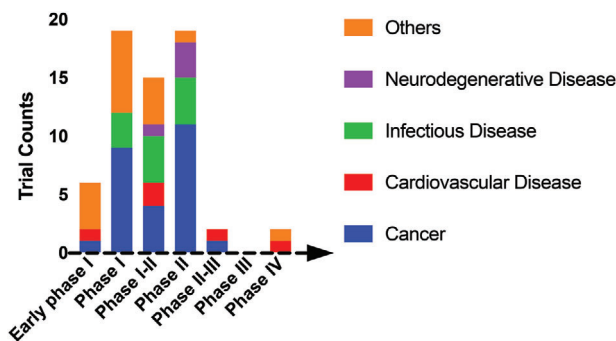 20
15
10
5
0
Trial Counts
Early phase I
Phase I
Phase I-II
Phase II
Phase II-III
Phase III
Phase IV
Others
Neurodegenerative Disease
Infectious Disease
Cardiovascular Disease
Cancer